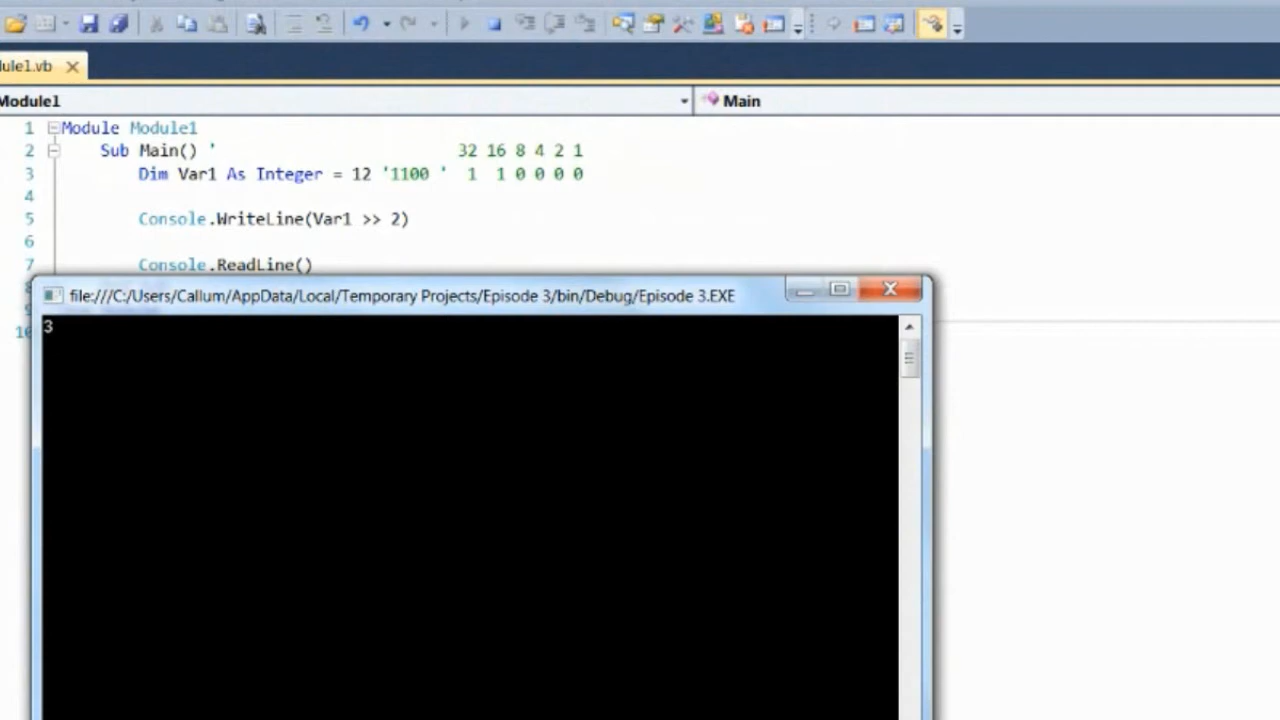 dule1.vb
Module1
Main
1 Module Module1
2 Sub Main() ' 32 16 8 4 2 1
3 Dim Var1 As Integer = 12 '1100 ' 1 1 0 0 0 0
4
5 Console.WriteLine(Var1 >> 2)
6
7 Console.ReadLine()
file:///C:/Users/Callum/AppData/Local/Temporary Projects/Episode 3/bin/Debug/Episode 3.EXE
10
3